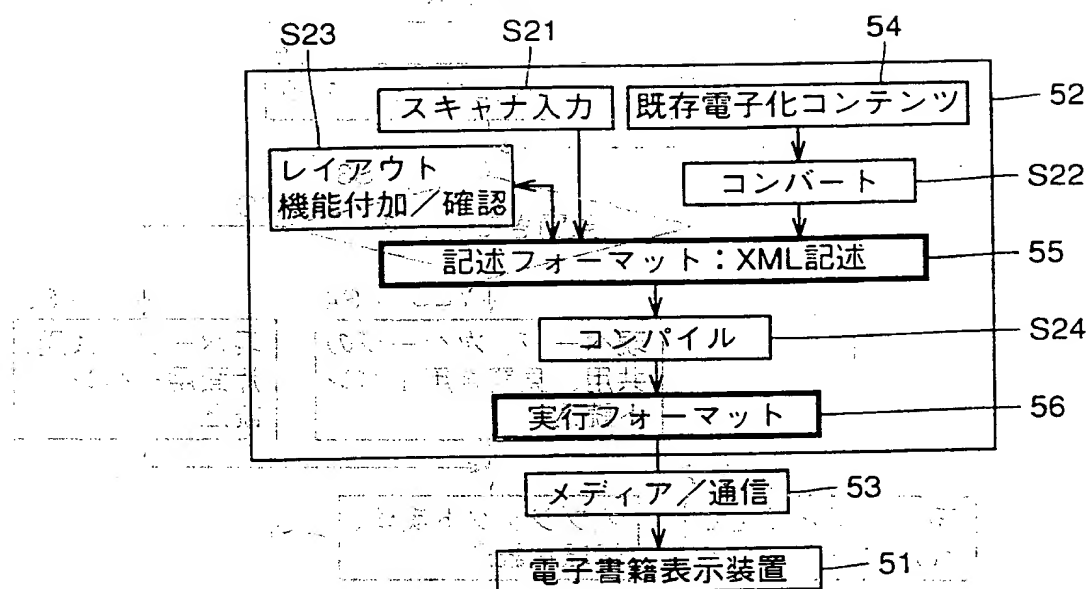 S23
S21
54
スキャナ入力
既存電子化コンテンツ
52
レイアウト
機能付加/確認
コンバート
S22
記述フォーマット:XML記述
55
コンパイル
S24
実行フォーマット
56
メディア/通信
53
電子書籍表示装置
51